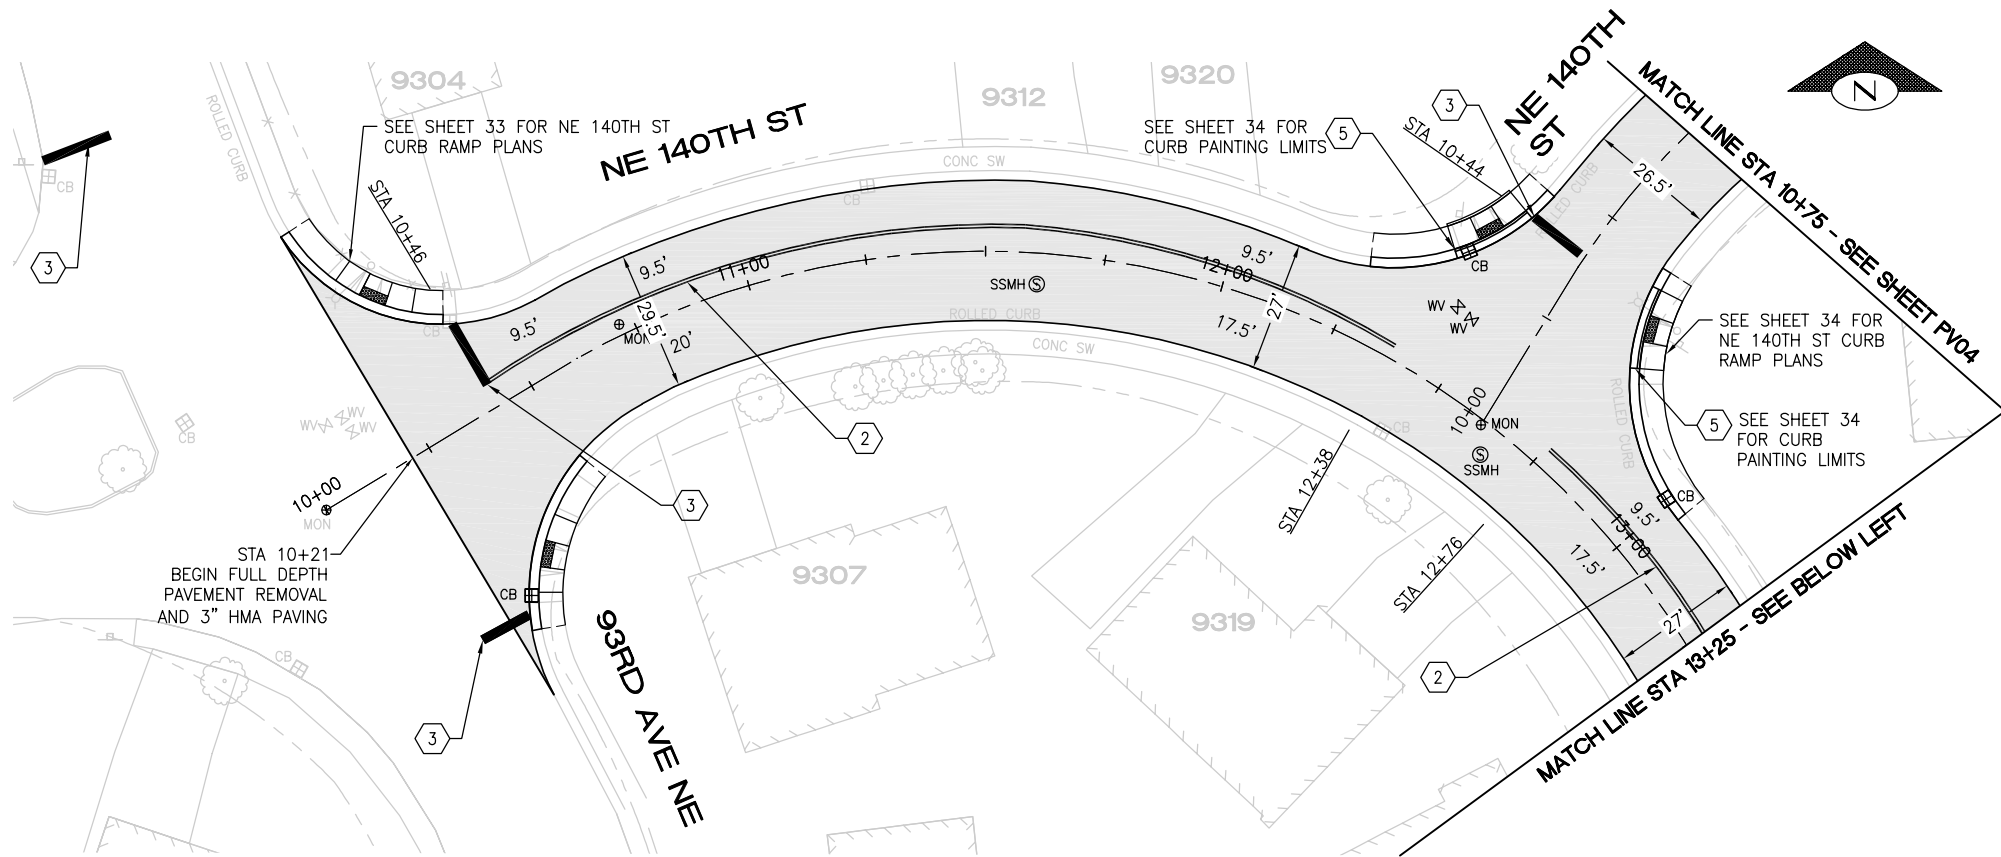 9304
9312
9320
NE 140TH ST
NE 140TH
ST
MATCH LINE STA 10+75 - SEE SHEET PV04
N
ROLLED CURB
SEE SHEET 33 FOR NE 140TH ST
CURB RAMP PLANS
SEE SHEET 34 FOR
CURB PAINTING LIMITS
5
3
STA 10+44
CONC SW
CB
CB
3
STA 10+46
CB
CB
ROLLED CURB
26.5'
9.5'
11+00
9.5'
29.5'
20'
MON
SSMH S
12+00
9.5'
27'
17.5'
ROLLED CURB
CONC SW
WV
WV
SEE SHEET 34 FOR
NE 140TH ST CURB
RAMP PLANS
5
SEE SHEET 34
FOR CURB
PAINTING LIMITS
ROLLED CURB
10+00
MON
S
SSMH
CB
CB
WV
WV
WV
CB
10+00
MON
2
3
STA 10+21
BEGIN FULL DEPTH
PAVEMENT REMOVAL
AND 3" HMA PAVING
CB
CB
3
93RD AVE NE
9307
9319
STA 12+38
STA 12+76
9.5'
13+00
17.5'
27'
2
MATCH LINE STA 13+25 - SEE BELOW LEFT